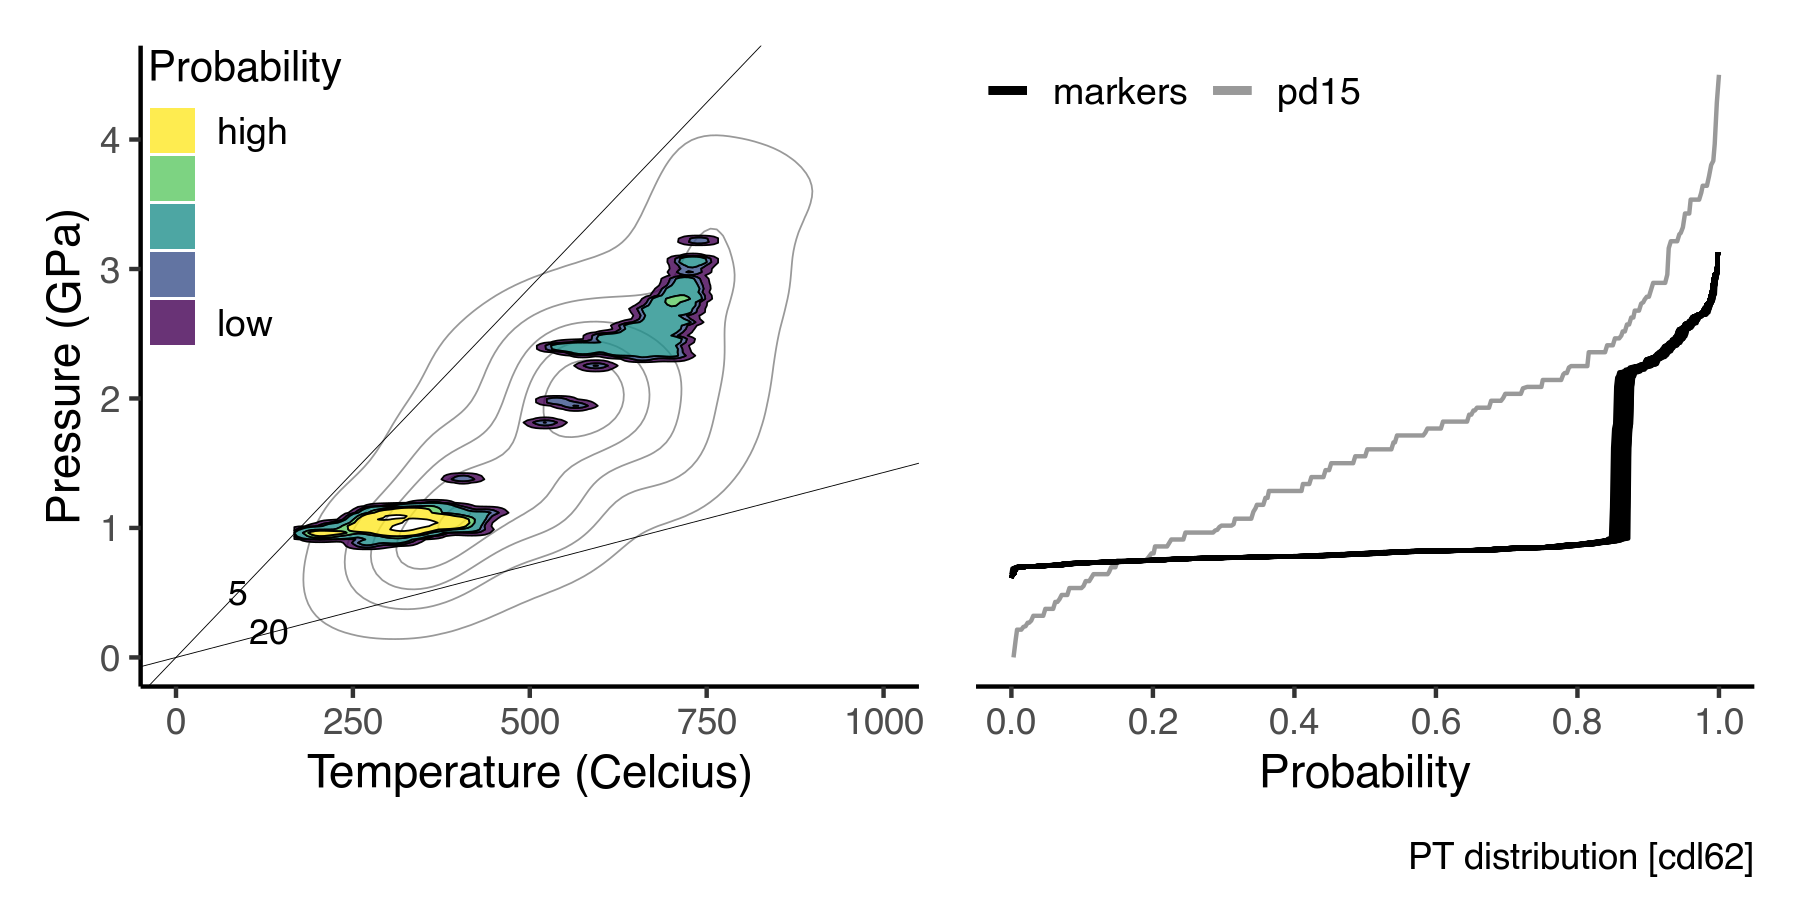 Probability
high
low
Pressure (GPa)
4
3
2
1
0
5
20
0 250 500 750 1000
Temperature (Celcius)
markers pd15
0.0 0.2 0.4 0.6 0.8 1.0
Probability
PT distribution [cdl62]